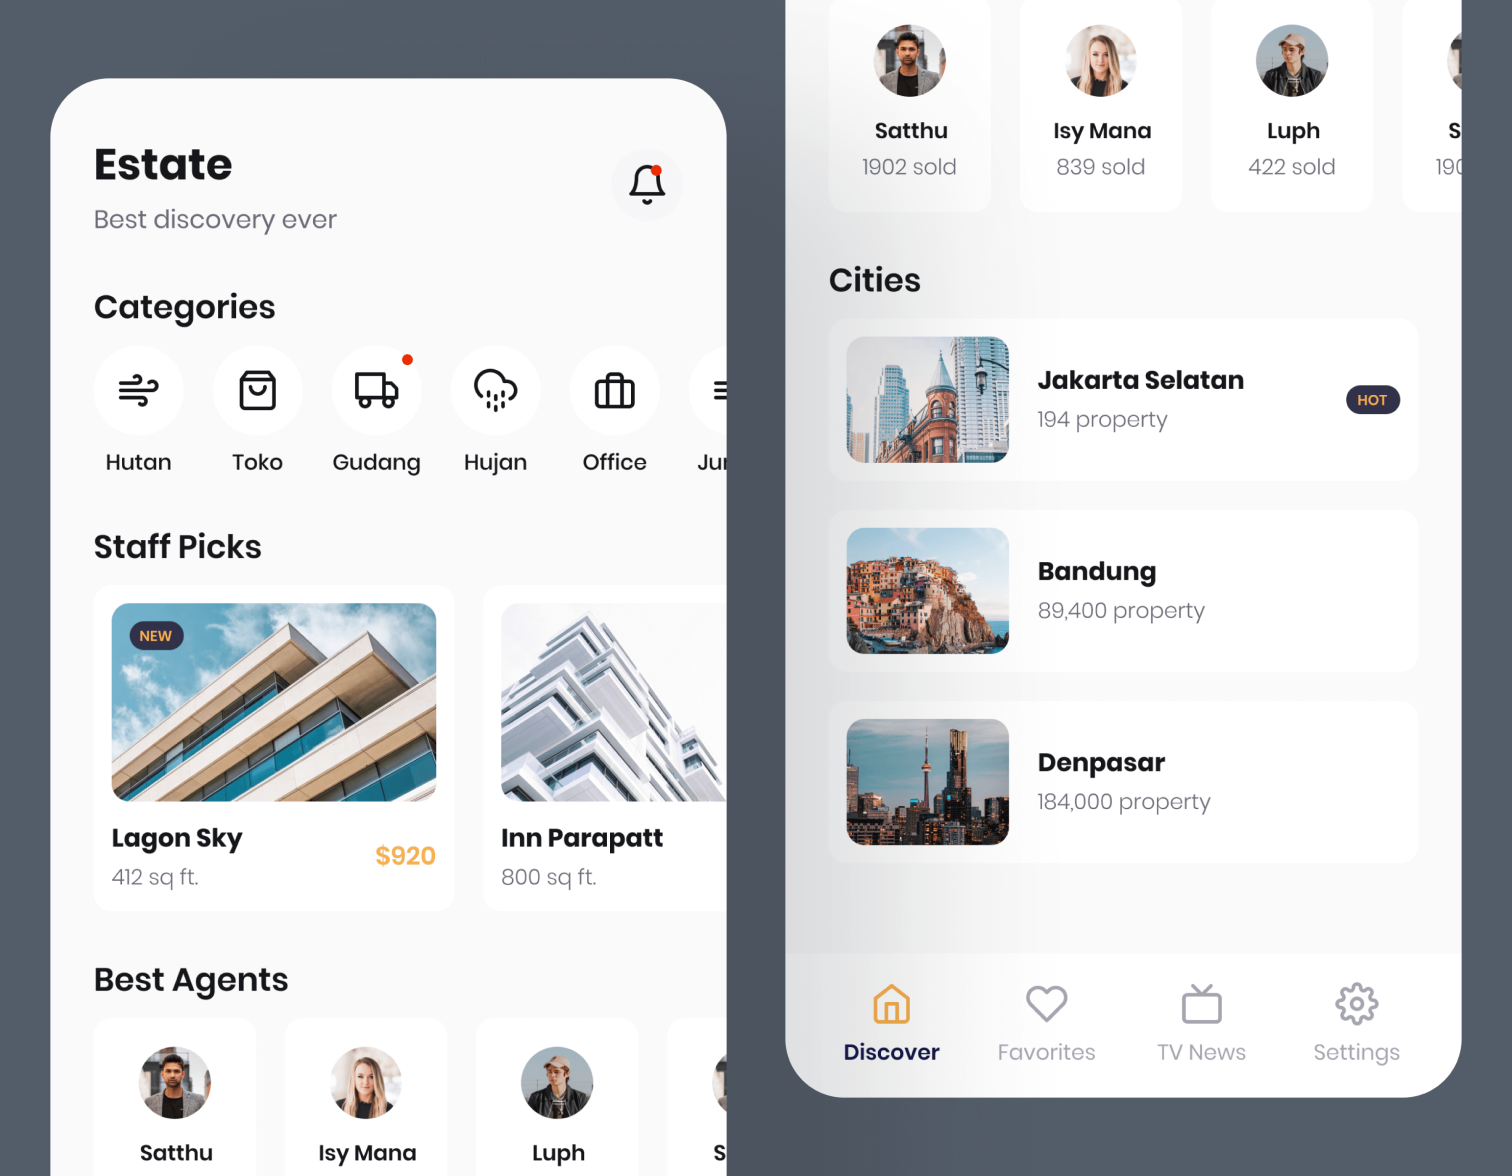 Estate
Best discovery ever
Categories
Hutan
Toko
Gudang
Hujan
Office
Jur
Staff Picks
NEW
Lagon Sky
412 sq ft.
$920
Inn Parapatt
800 sq ft.
Best Agents
Satthu
Isy Mana
Luph
S
Satthu
1902 sold
Isy Mana
839 sold
Luph
422 sold
S
190
Cities
Jakarta Selatan
194 property
HOT
Bandung
89,400 property
Denpasar
184,000 property
Discover
Favorites
TV News
Settings